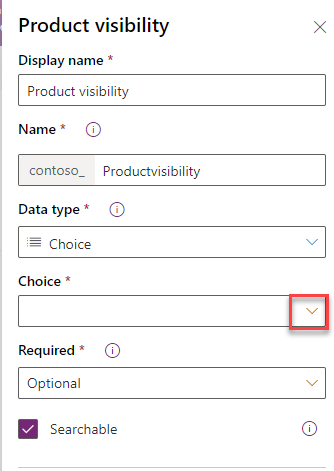 Product visibility
Display name *
Product visibility
Name *
contoso_ Productvisibility
Data type *
Choice
Choice *
Required *
Optional
Searchable